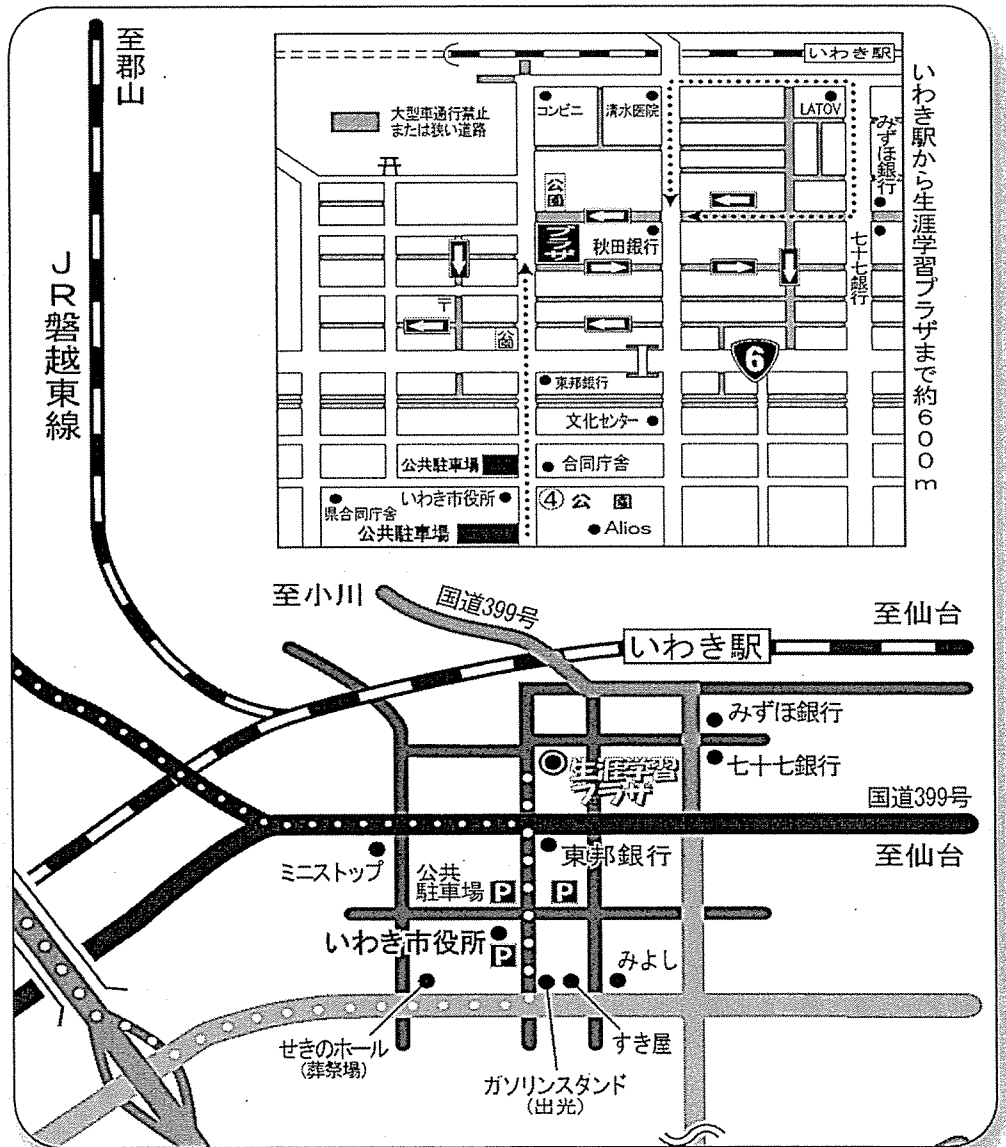 至郡山
JR磐越東線
いわき駅から生涯学習プラザまで約600m
いわき駅
大型車通行禁止
または狭い道路
コンビニ
清水医院
LATOV
みずほ銀行
公園
プラザ
秋田銀行
七十七銀行
〒
公園
6
東邦銀行
文化センター
公共駐車場
合同庁舎
県合同庁舎
いわき市役所
④公園
公共駐車場
Alios
至小川
国道399号
いわき駅
至仙台
みずほ銀行
生涯学習
プラザ
七十七銀行
国道399号
至仙台
ミニストップ
東邦銀行
公共
駐車場
P
P
いわき市役所
P
みよし
せきのホール
(葬祭場)
すき屋
ガソリンスタンド
(出光)